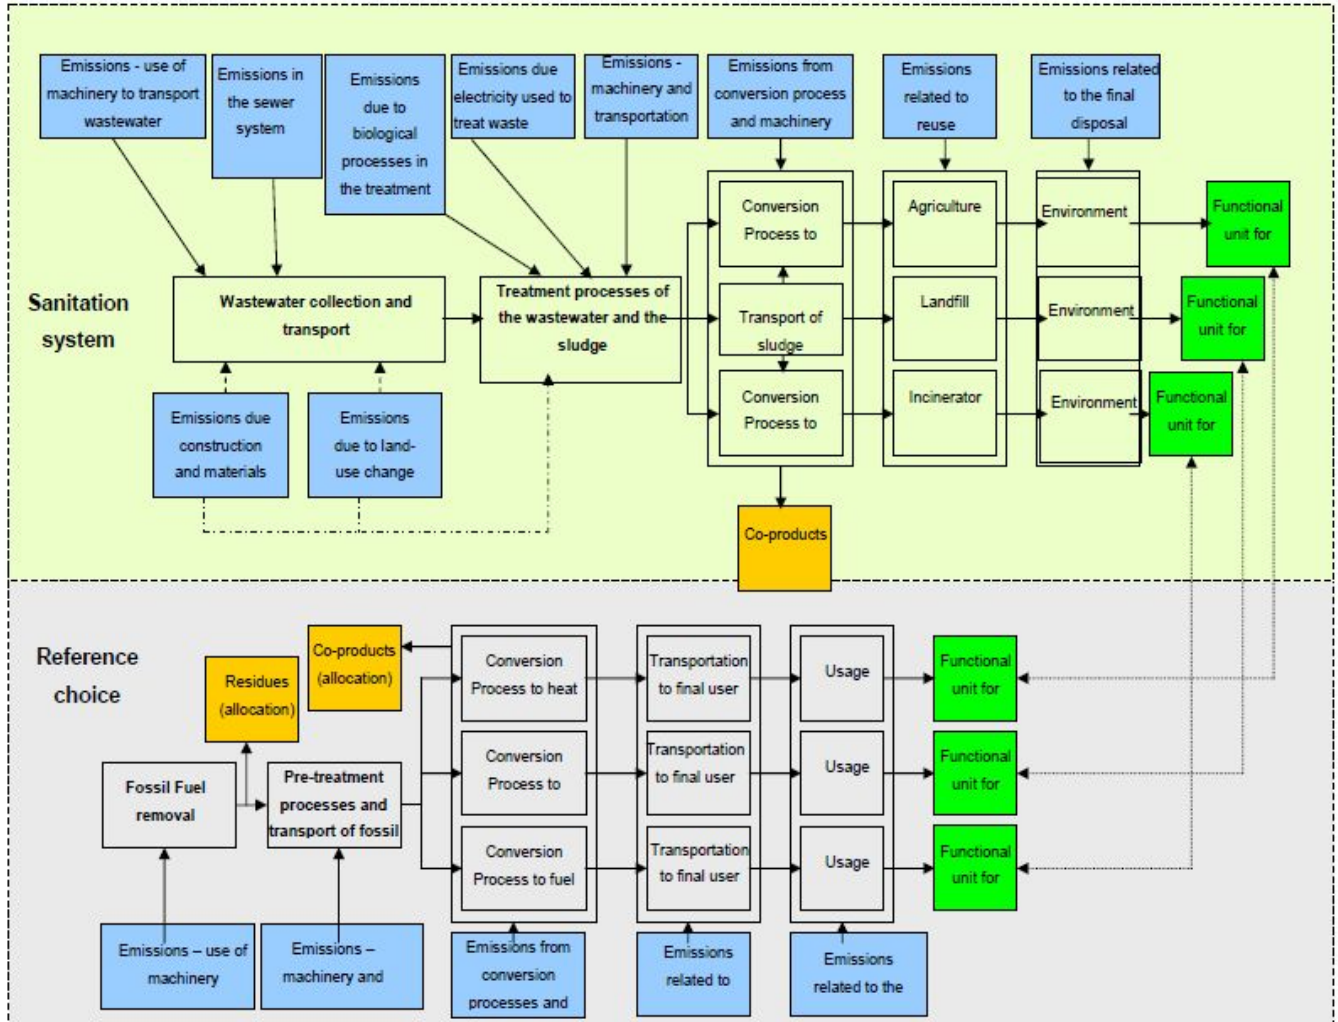 Emissions - use of
machinery to transport
wastewater
Emissions in
the sewer
system
Emissions
due to
biological
processes in
the treatment
Emissions due
electricity used to
treat waste
Emissions -
machinery and
transportation
Emissions from
conversion process
and machinery
Emissions
related to
reuse
Emissions related
to the final
disposal
Sanitation
system
Wastewater collection and
transport
Treatment processes of
the wastewater and the
sludge
Conversion
Process to
Agriculture
Environment
Functional
unit for
Transport of
sludge
Landfill
Environment
Functional
unit for
Conversion
Process to
Incinerator
Environment
Functional
unit for
Emissions due
construction
and materials
Emissions
due to land-
use change
Co-products
Reference
choice
Residues
(allocation)
Co-products
(allocation)
Fossil Fuel
removal
Pre-treatment
processes and
transport of fossil
Conversion
Process to heat
Transportation
to final user
Usage
Functional
unit for
Conversion
Process to
Transportation
to final user
Usage
Functional
unit for
Conversion
Process to fuel
Transportation
to final user
Usage
Functional
unit for
Emissions – use of
machinery
Emissions –
machinery and
Emissions from
conversion
processes and
Emissions
related to
Emissions
related to the